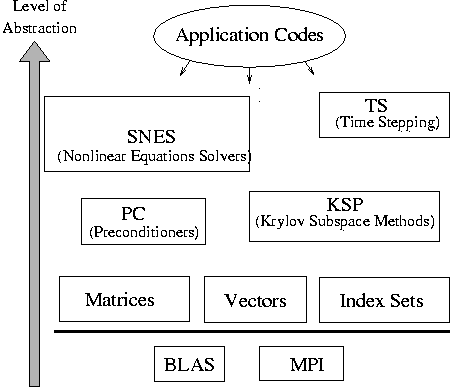 Level of
Abstraction
Application Codes
SNES
(Nonlinear Equations Solvers)
TS
(Time Stepping)
PC
(Preconditioners)
KSP
(Krylov Subspace Methods)
Matrices
Vectors
Index Sets
BLAS
MPI